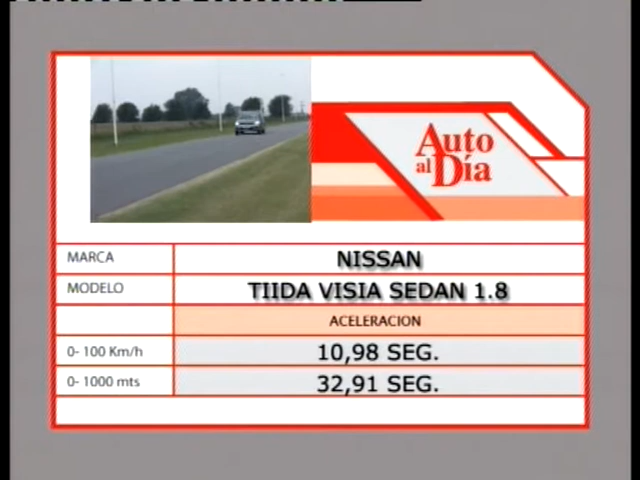 Auto
al Día
MARCA NISSAN
MODELO TIIDA VISIA SEDAN 1.8
ACELERACION
0- 100 Km/h 10,98 SEG.
0- 1000 mts 32,91 SEG.